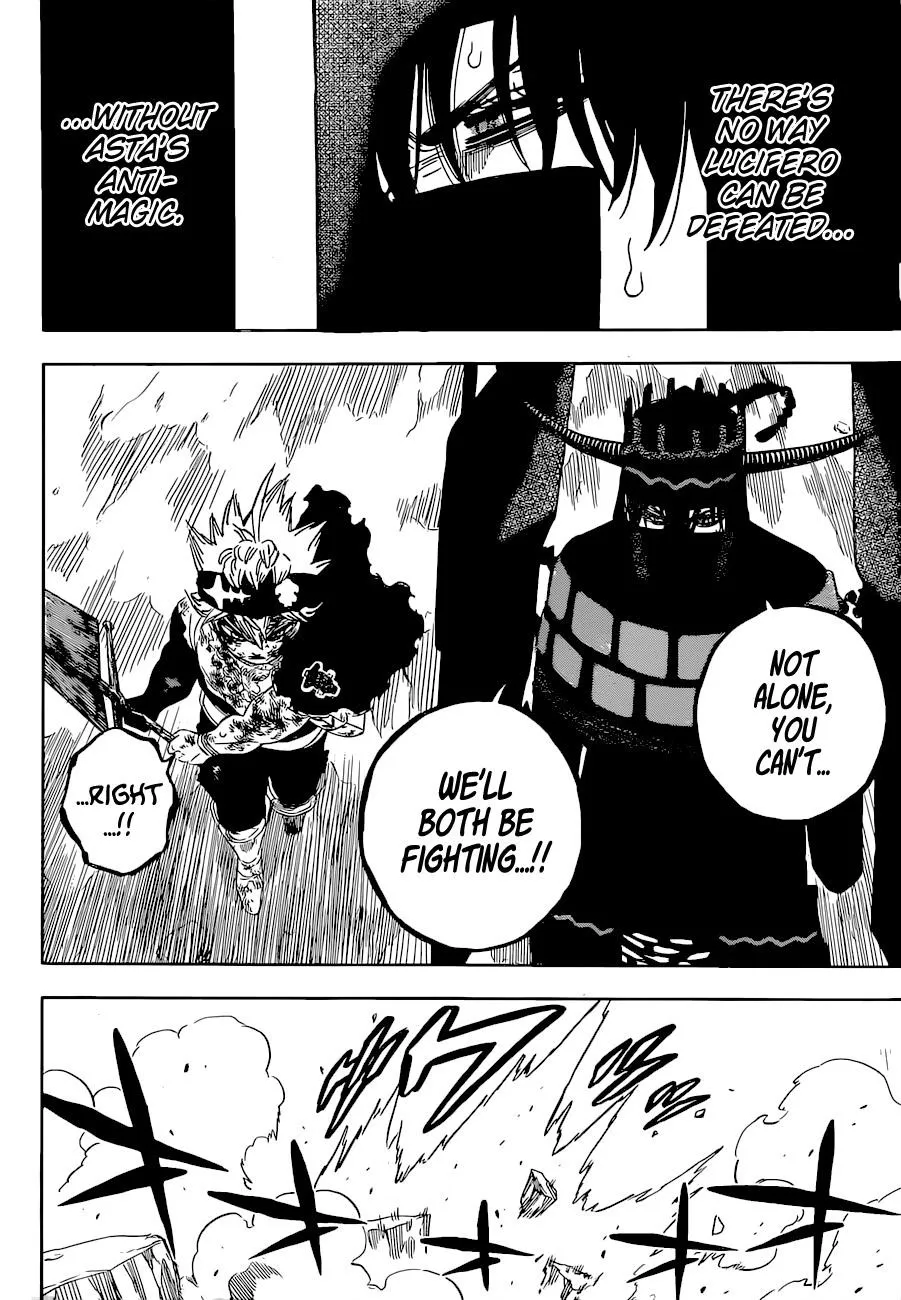 THERE'S
NO WAY
LUCIFERO
CAN BE
DEFEATED...
...WITHOUT
ASTA'S
ANTI-
MAGIC.
NOT
ALONE,
YOU
CAN'T...
WE'LL
BOTH BE
FIGHTING...!!
...RIGHT
...!!